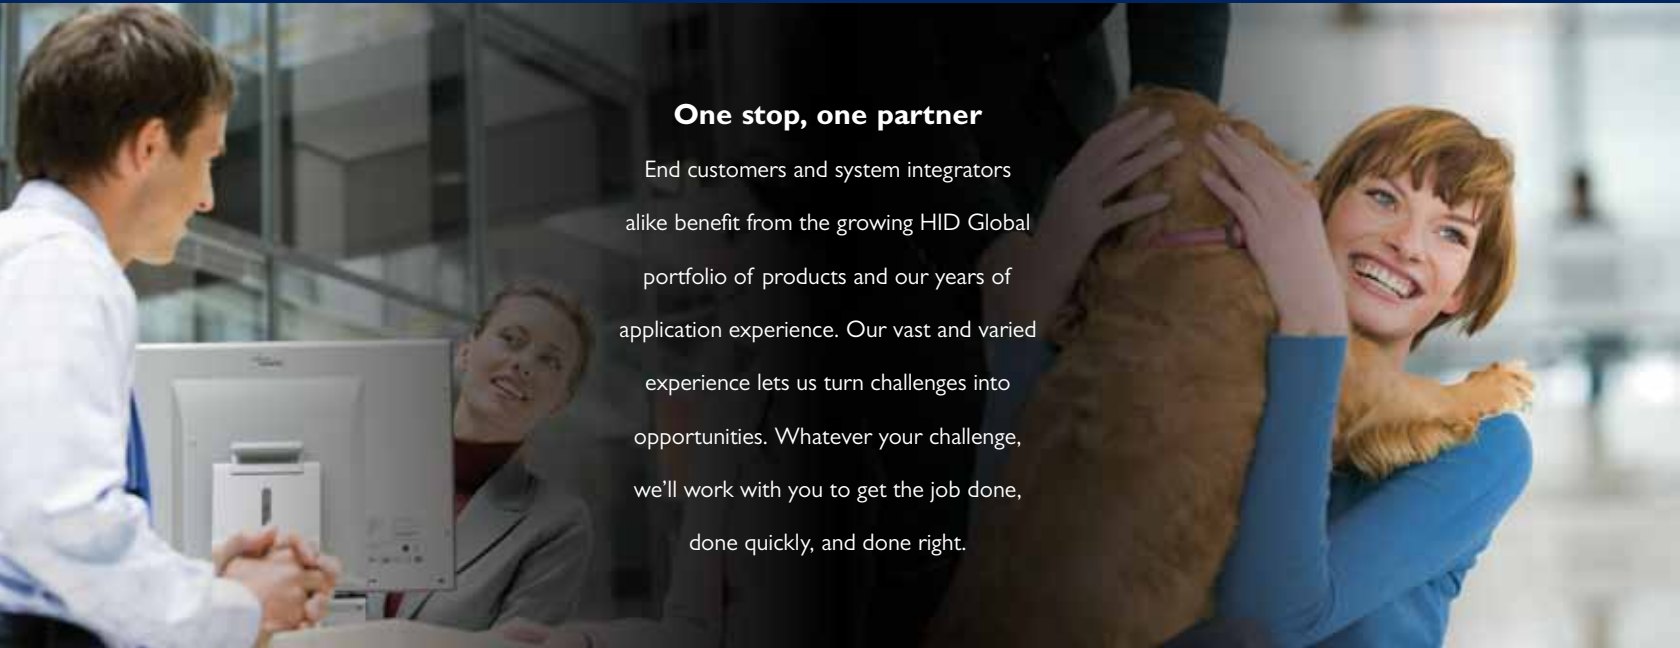 One stop, one partner
End customers and system integrators
alike benefit from the growing HID Global
portfolio of products and our years of
application experience. Our vast and varied
experience lets us turn challenges into
opportunities. Whatever your challenge,
we’ll work with you to get the job done,
done quickly, and done right.